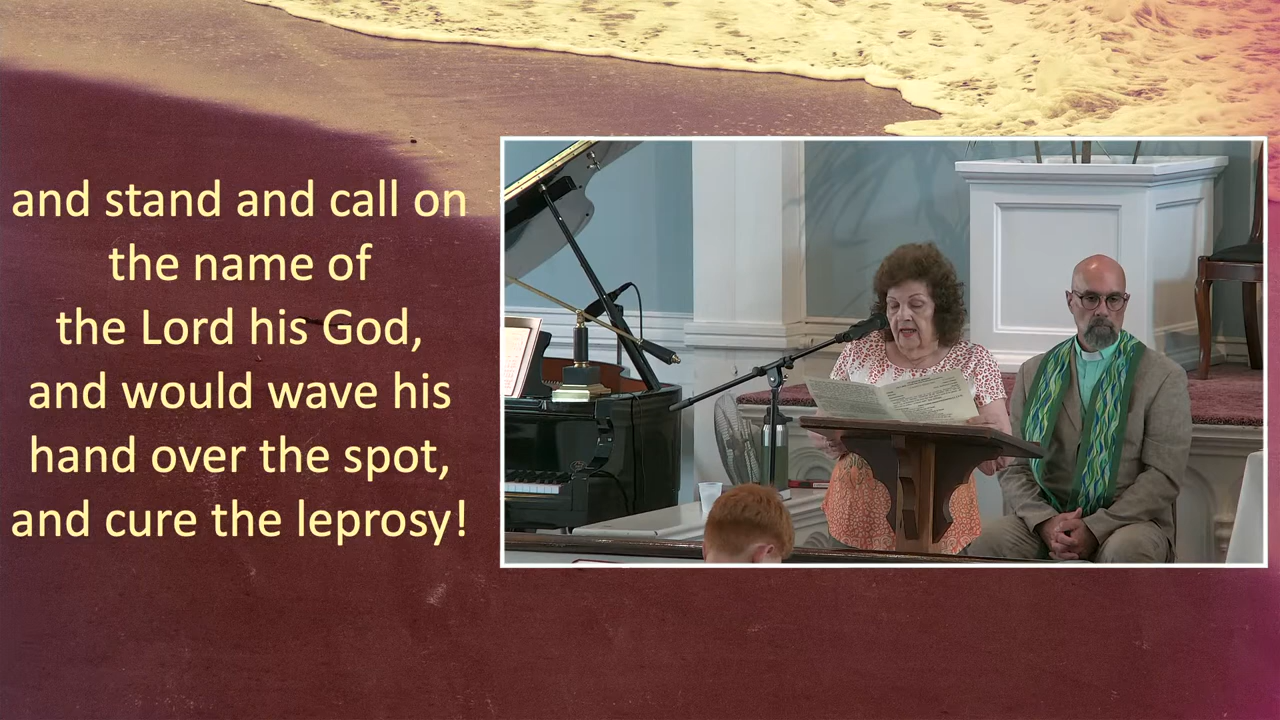 and stand and call on
the name of
the Lord his God,
and would wave his
hand over the spot,
and cure the leprosy!